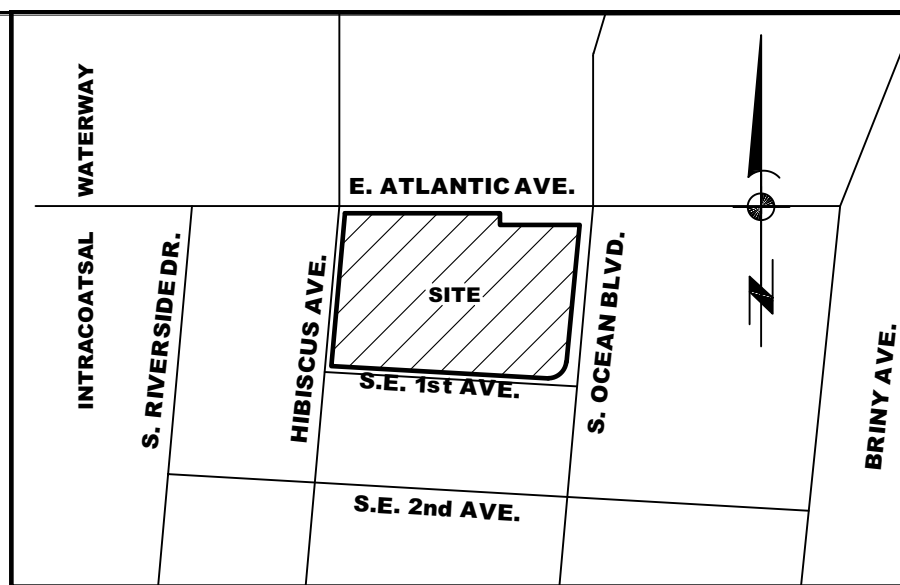 WATERWAY
E. ATLANTIC AVE.
INTRACOATSAL
S. RIVERSIDE DR.
HIBISCUS AVE.
SITE
S. OCEAN BLVD.
BRINY AVE.
S.E. 1st AVE.
S.E. 2nd AVE.
N